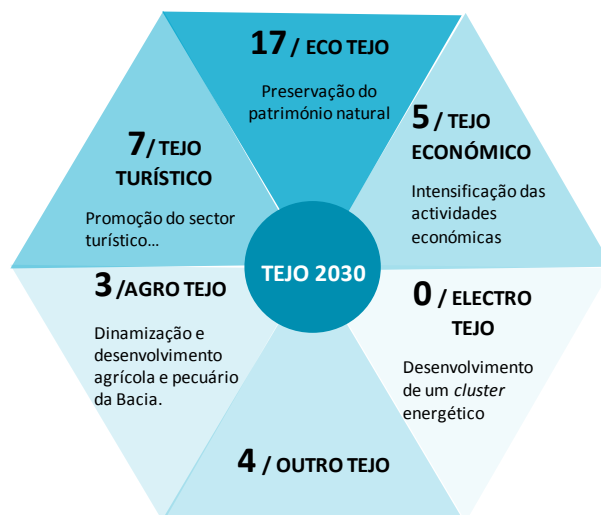 17 / ECO TEJO
Preservação do
património natural
5 / TEJO
ECONÓMICO
Intensificação das
actividades
económicas
7 / TEJO
TURÍSTICO
Promoção do sector
turístico...
TEJO 2030
3 /AGRO TEJO
Dinamização e
desenvolvimento
agrícola e pecuário
da Bacia.
0 / ELECTRO
TEJO
Desenvolvimento
de um cluster
energético
4 / OUTRO TEJO